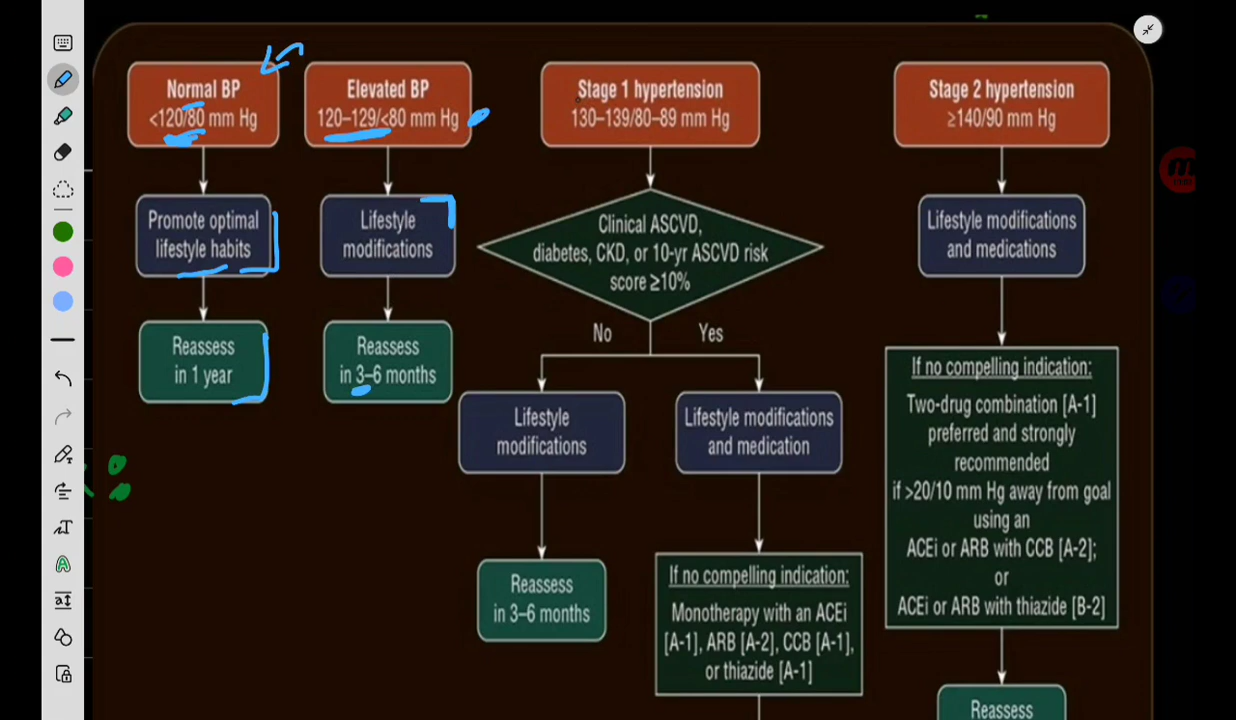 Normal BP
<120/80 mm Hg
Promote optimal
lifestyle habits
Reassess
in 1 year
Elevated BP
120–129/<80 mm Hg
Lifestyle
modifications
Reassess
in 3–6 months
Stage 1 hypertension
130–139/80–89 mm Hg
Clinical ASCVD,
diabetes, CKD, or 10-yr ASCVD risk
score ≥10%
No
Yes
Lifestyle
modifications
Reassess
in 3–6 months
Lifestyle modifications
and medication
If no compelling indication:
Monotherapy with an ACEi
[A-1], ARB [A-2], CCB [A-1],
or thiazide [A-1]
Stage 2 hypertension
≥140/90 mm Hg
Lifestyle modifications
and medications
If no compelling indication:
Two-drug combination [A-1]
preferred and strongly
recommended
if >20/10 mm Hg away from goal
using an
ACEi or ARB with CCB [A-2];
or
ACEi or ARB with thiazide [B-2]
Reassess